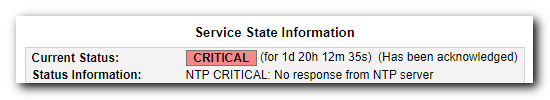 Service State Information
Current Status: CRITICAL (for 1d 20h 12m 35s) (Has been acknowledged)
Status Information: NTP CRITICAL: No response from NTP server